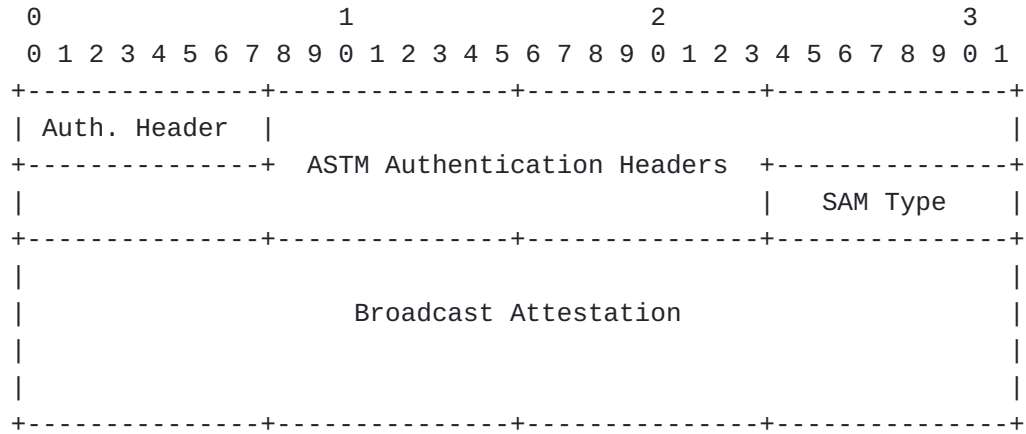 0                   1                   2                   3
 0 1 2 3 4 5 6 7 8 9 0 1 2 3 4 5 6 7 8 9 0 1 2 3 4 5 6 7 8 9 0 1
+---------------+---------------+---------------+---------------+
| Auth. Header  |                                               |
+---------------+  ASTM Authentication Headers  +---------------+
|                                               |   SAM Type    |
+---------------+---------------+---------------+---------------+
|                                                               |
|                     Broadcast Attestation                     |
|                                                               |
|                                                               |
+---------------+---------------+---------------+---------------+